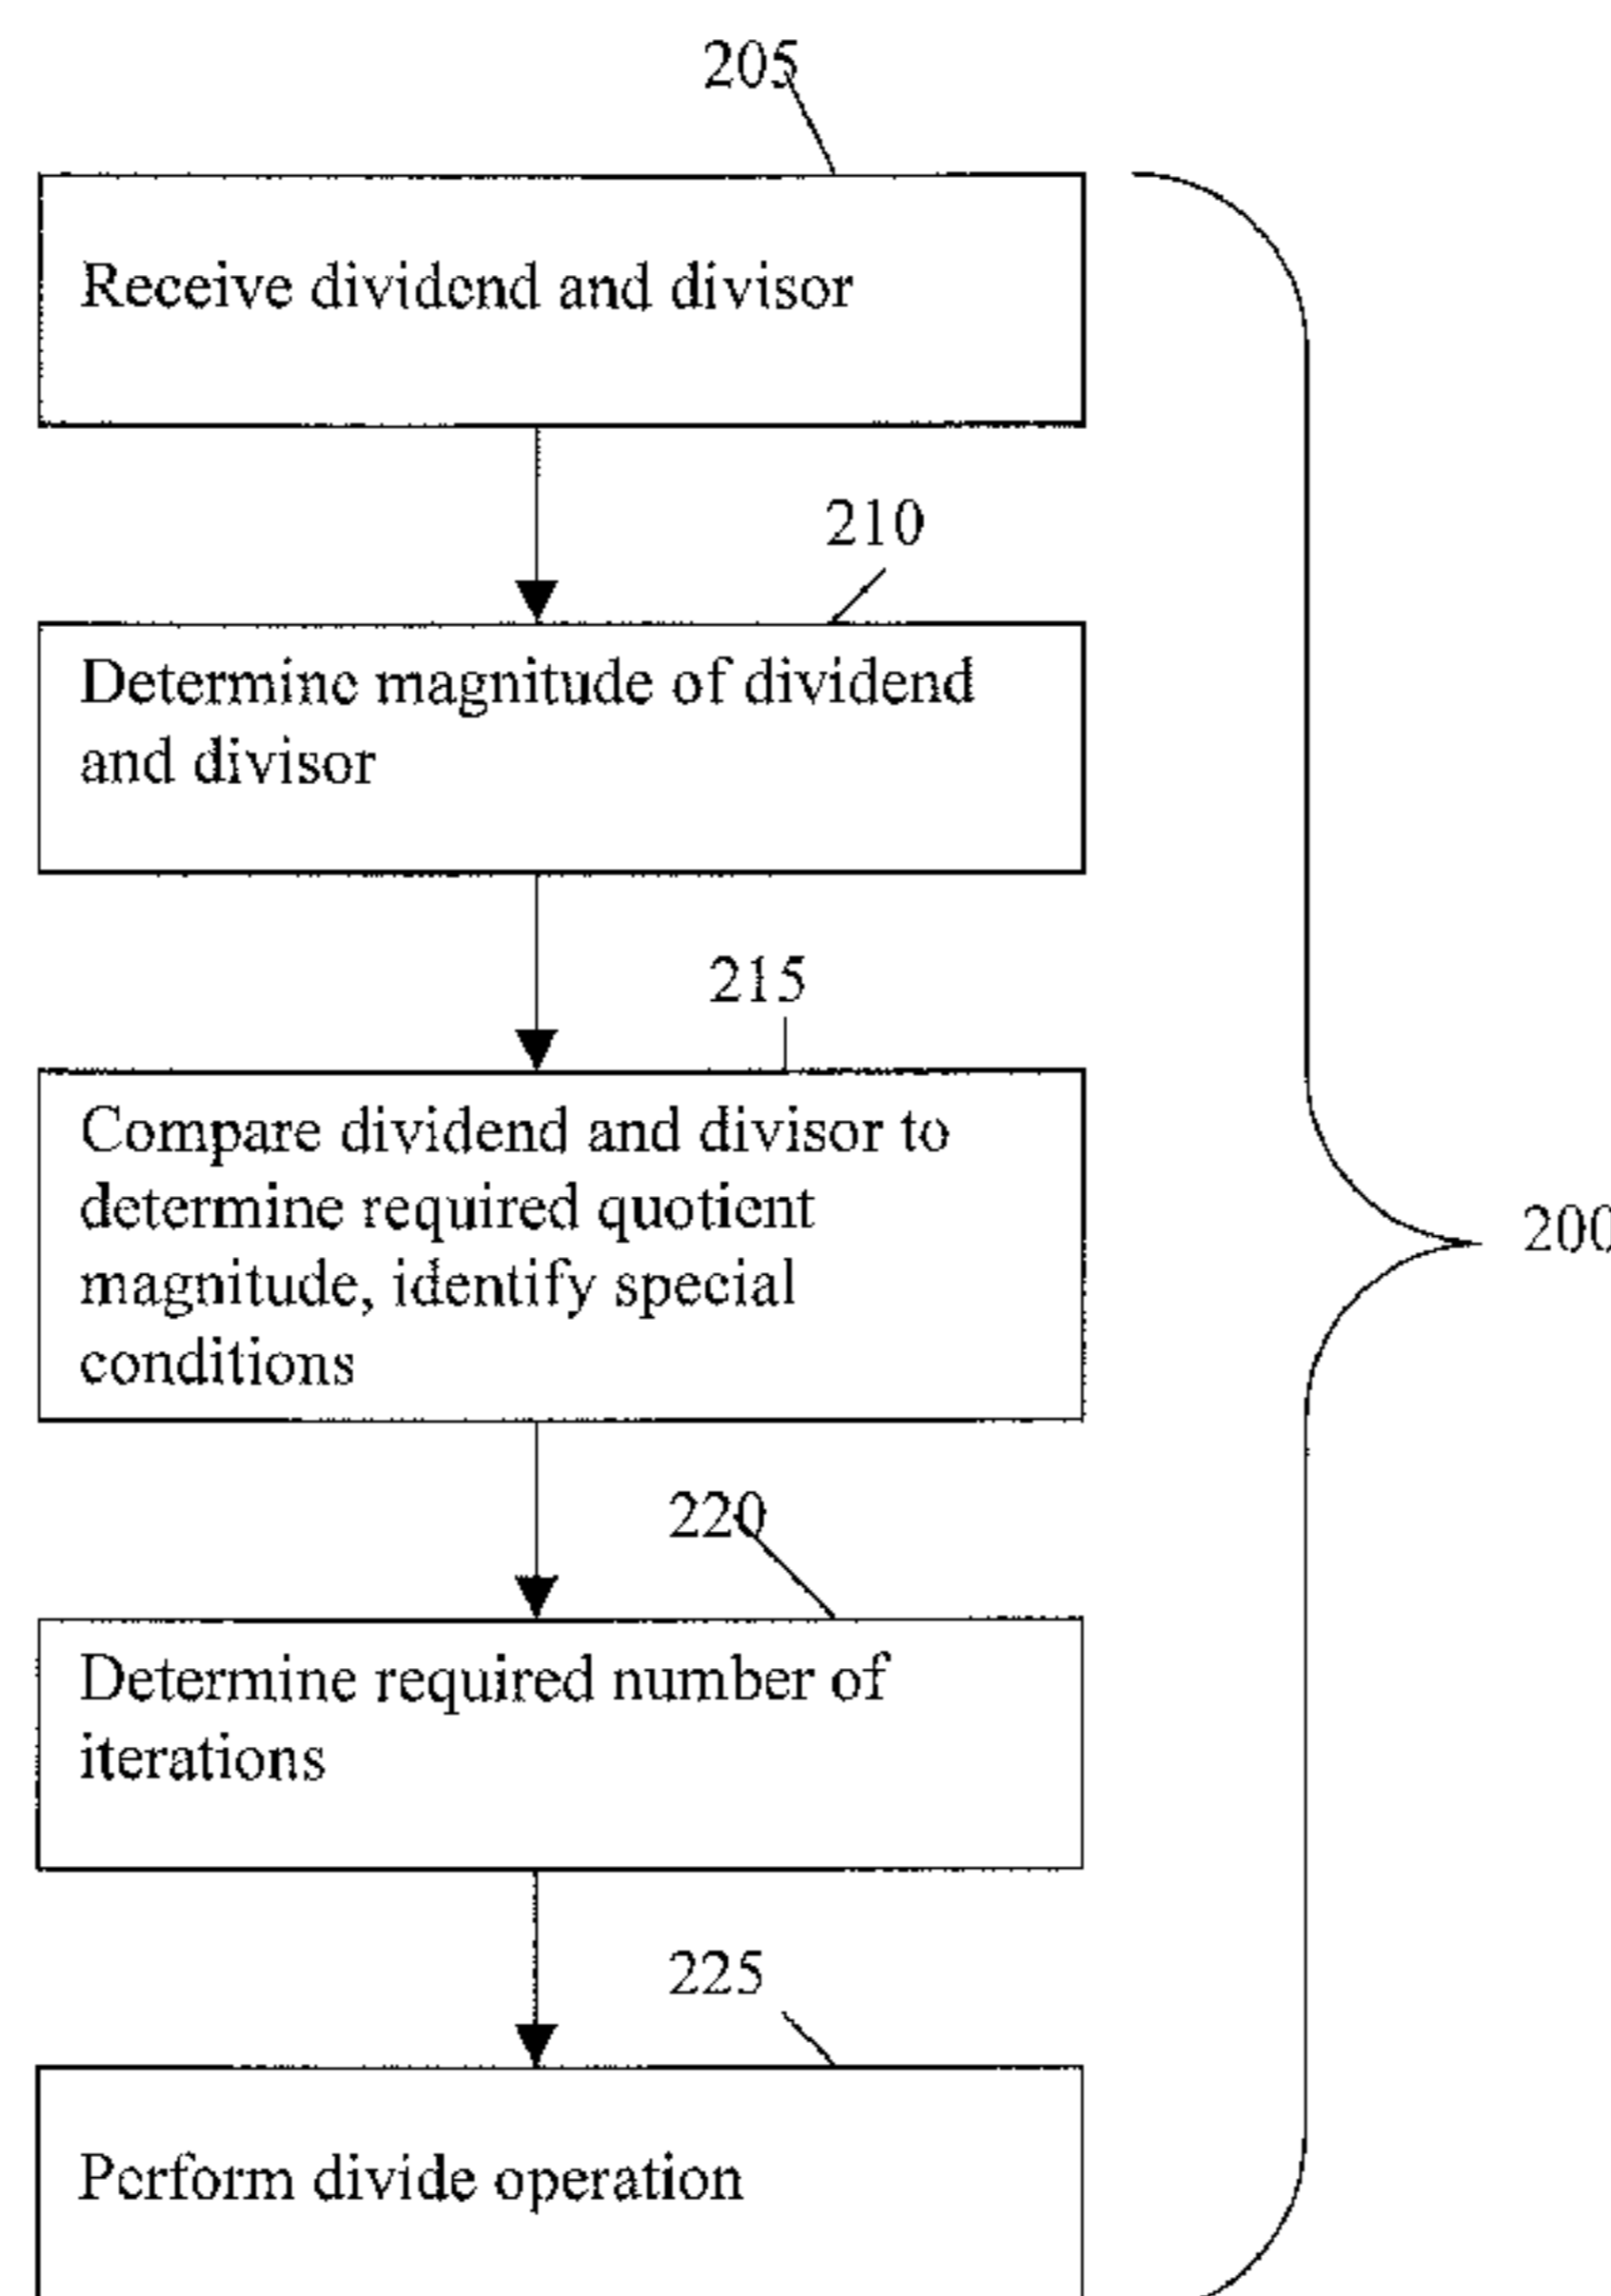 205
Receive dividend and divisor
210
Determine magnitude of dividend
and divisor
215
Compare dividend and divisor to
determine required quotient
magnitude, identify special
conditions
200
220
Determine required number of
iterations
225
Perform divide operation